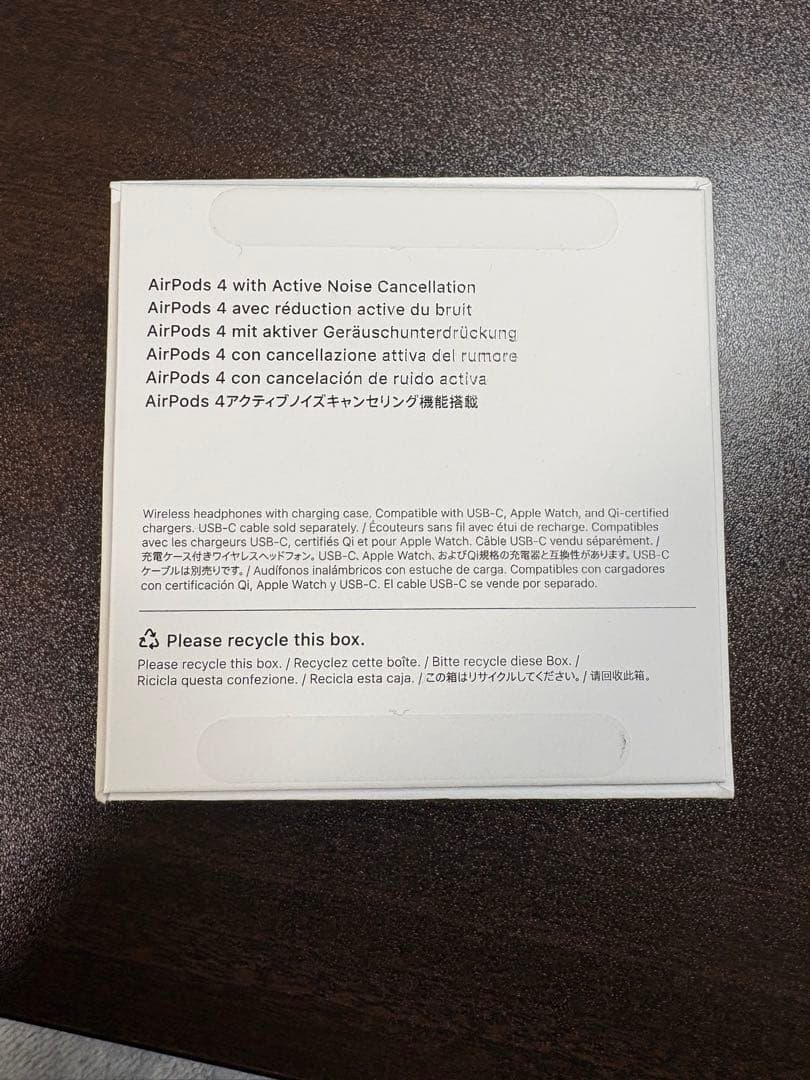 AirPods 4 with Active Noise Cancellation
AirPods 4 avec réduction active du bruit
AirPods 4 mit aktiver Geräuschunterdrückung
AirPods 4 con cancellazione attiva del rumore
AirPods 4 con cancelación de ruido activa
AirPods 4アクティブノイズキャンセリング機能搭載
Wireless headphones with charging case, Compatible with USB-C, Apple Watch, and Qi-certified
chargers. USB-C cable sold separately. / Écouteurs sans fil avec étui de recharge. Compatibles
avec les chargeurs USB-C, certifiés Qi et pour Apple Watch. Câble USB-C vendu séparément. /
充電ケース付きワイヤレスヘッドフォン。USB-C、Apple Watch、およびQi規格の充電器と互換性があります。USB-C
ケーブルは別売りです。/ Audífonos inalámbricos con estuche de carga. Compatibles con cargadores
con certificación Qi, Apple Watch y USB-C. El cable USB-C se vende por separado.
Please recycle this box.
Please recycle this box. / Recyclez cette boîte. / Bitte recycle diese Box. /
Ricicla questa confezione. / Recicla esta caja. / この箱はリサイクルしてください。/ 请回收此箱。